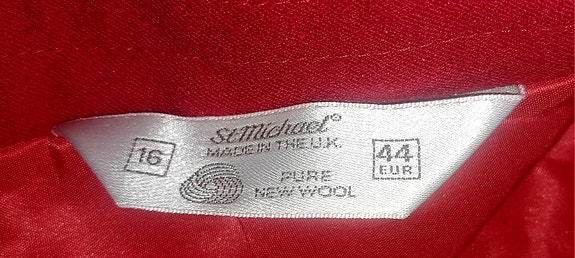 St Michael®
MADE IN THE U.K.
16
44
EUR
PURE
NEW WOOL